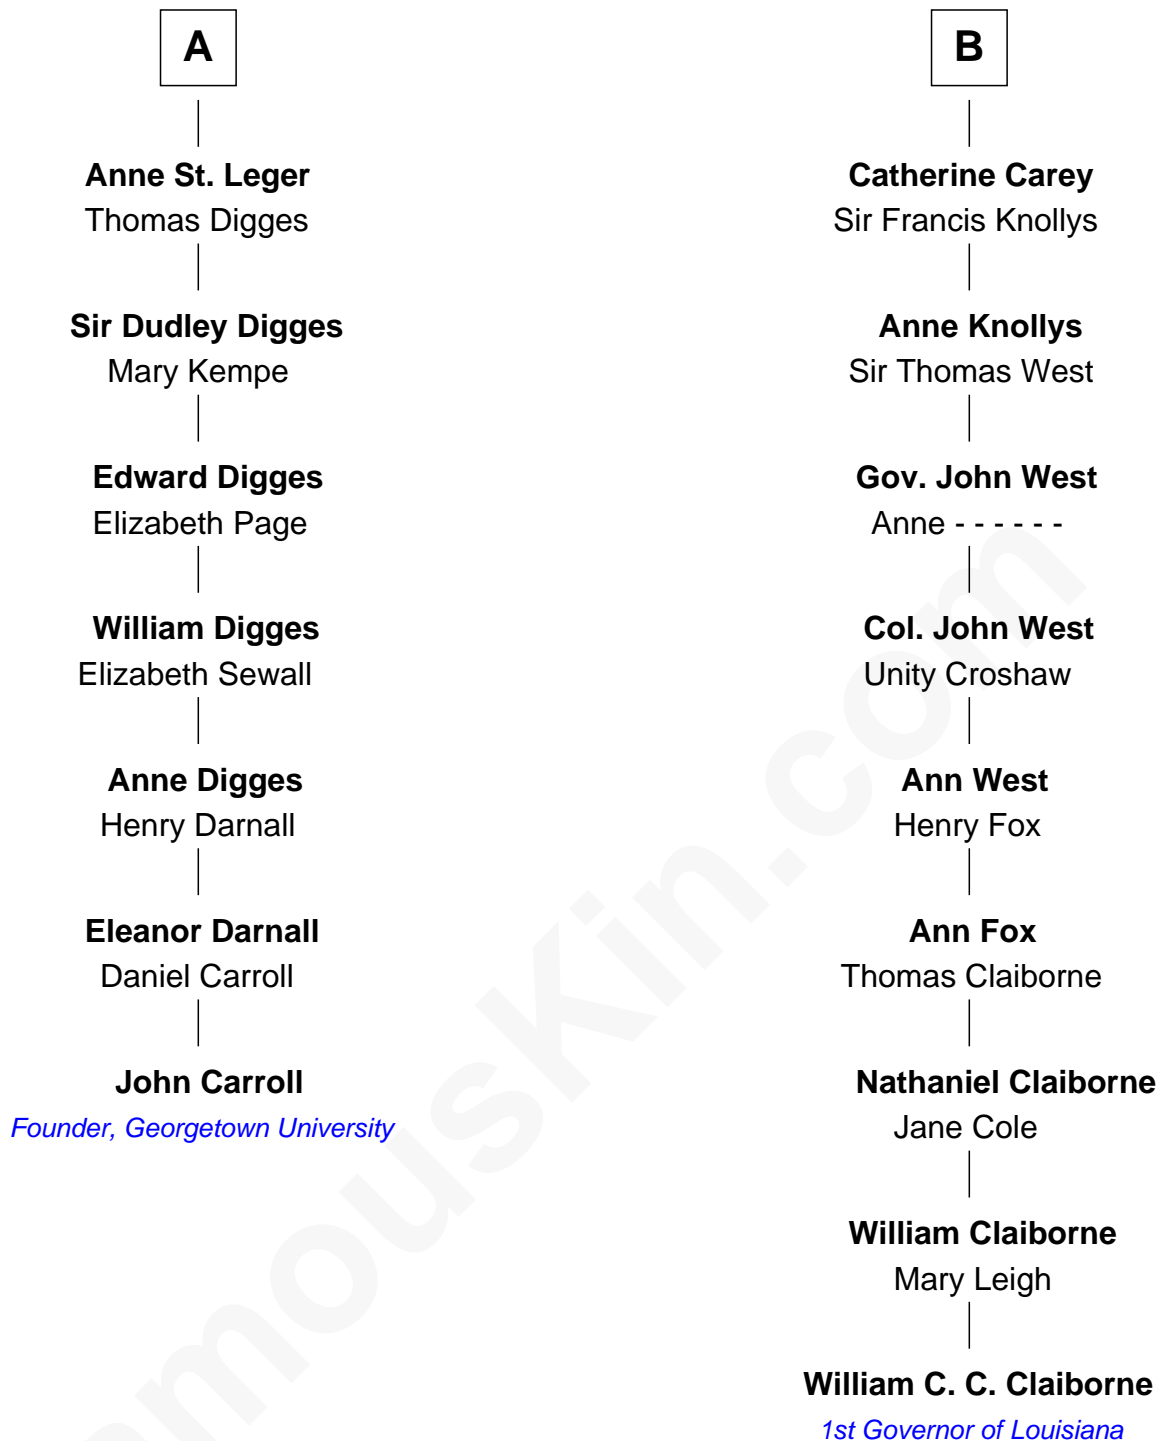 A
Anne St. Leger
Thomas Digges
Sir Dudley Digges
Mary Kempe
Edward Digges
Elizabeth Page
William Digges
Elizabeth Sewall
Anne Digges
Henry Darnall
Eleanor Darnall
Daniel Carroll
John Carroll
Founder, Georgetown University
B
Catherine Carey
Sir Francis Knollys
Anne Knollys
Sir Thomas West
Gov. John West
Anne - - - - - -
Col. John West
Unity Croshaw
Ann West
Henry Fox
Ann Fox
Thomas Claiborne
Nathaniel Claiborne
Jane Cole
William Claiborne
Mary Leigh
William C. C. Claiborne
1st Governor of Louisiana
amouskin.com